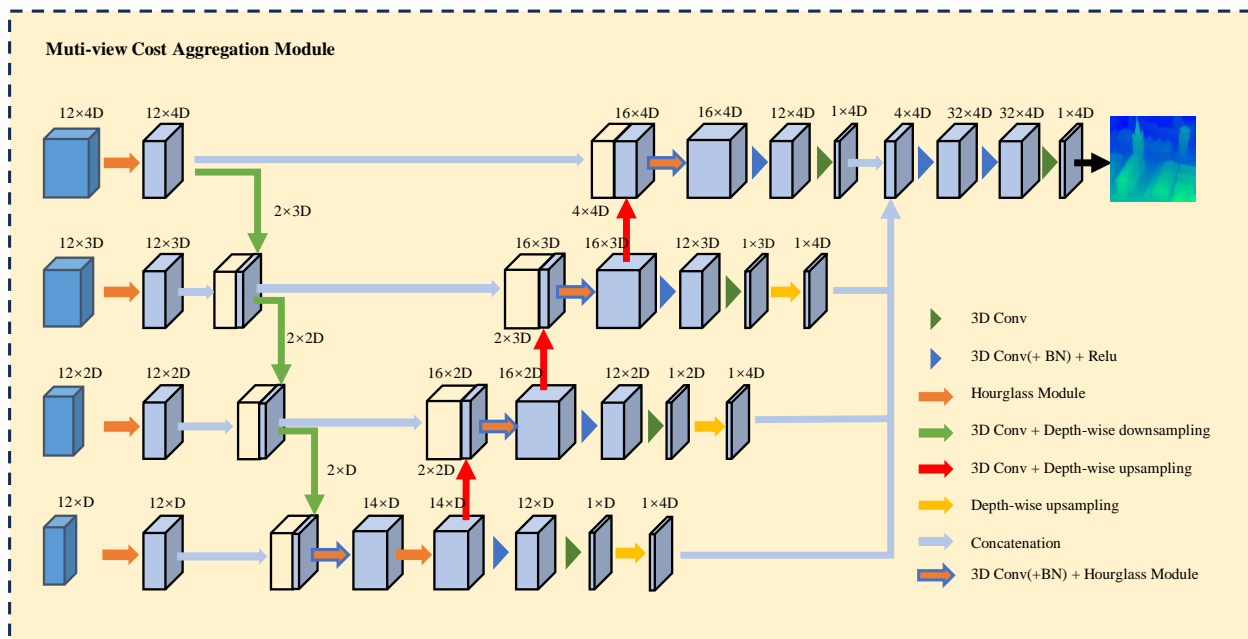 Muti-view Cost Aggregation Module
12×4D 12×4D 16×4D 16×4D 12×4D 1×4D 4×4D 32×4D 32×4D 1×4D
2×3D 4×4D
12×3D 12×3D 16×3D 16×3D 12×3D 1×3D 1×4D
2×2D 2×3D
12×2D 12×2D 16×2D 16×2D 12×2D 1×2D 1×4D
2×D 2×2D
12×D 12×D 14×D 14×D 12×D 1×D 1×4D
3D Conv
3D Conv(+ BN) + Relu
Hourglass Module
3D Conv + Depth-wise downsampling
3D Conv + Depth-wise upsampling
Depth-wise upsampling
Concatenation
3D Conv(+BN) + Hourglass Module